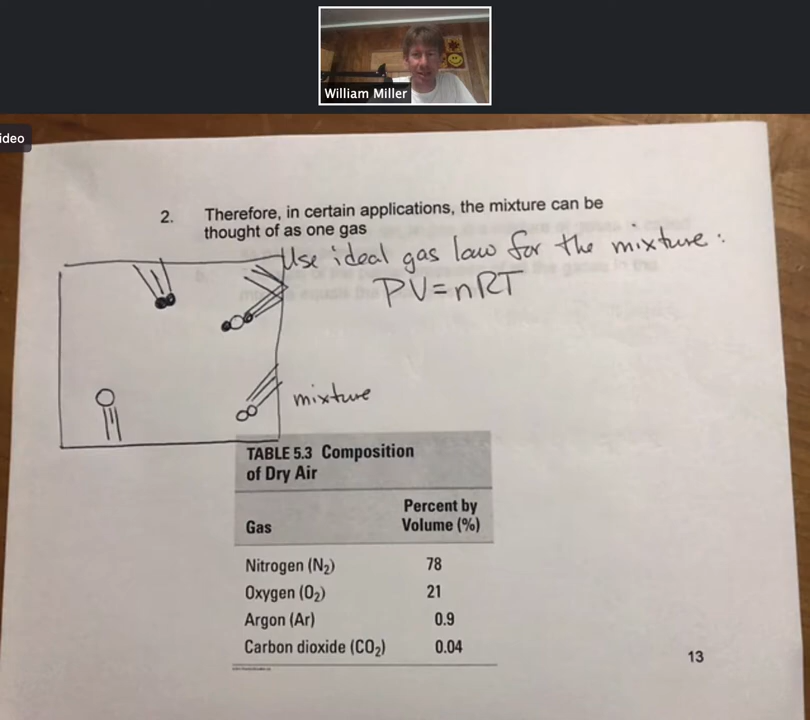 William Miller
ideo
2. Therefore, in certain applications, the mixture can be
thought of as one gas
Use ideal gas law for the mixture:
PV=nRT
mixture
TABLE 5.3 Composition
of Dry Air
Gas Percent by
Volume (%)
Nitrogen (N₂) 78
Oxygen (O₂) 21
Argon (Ar) 0.9
Carbon dioxide (CO₂) 0.04
13